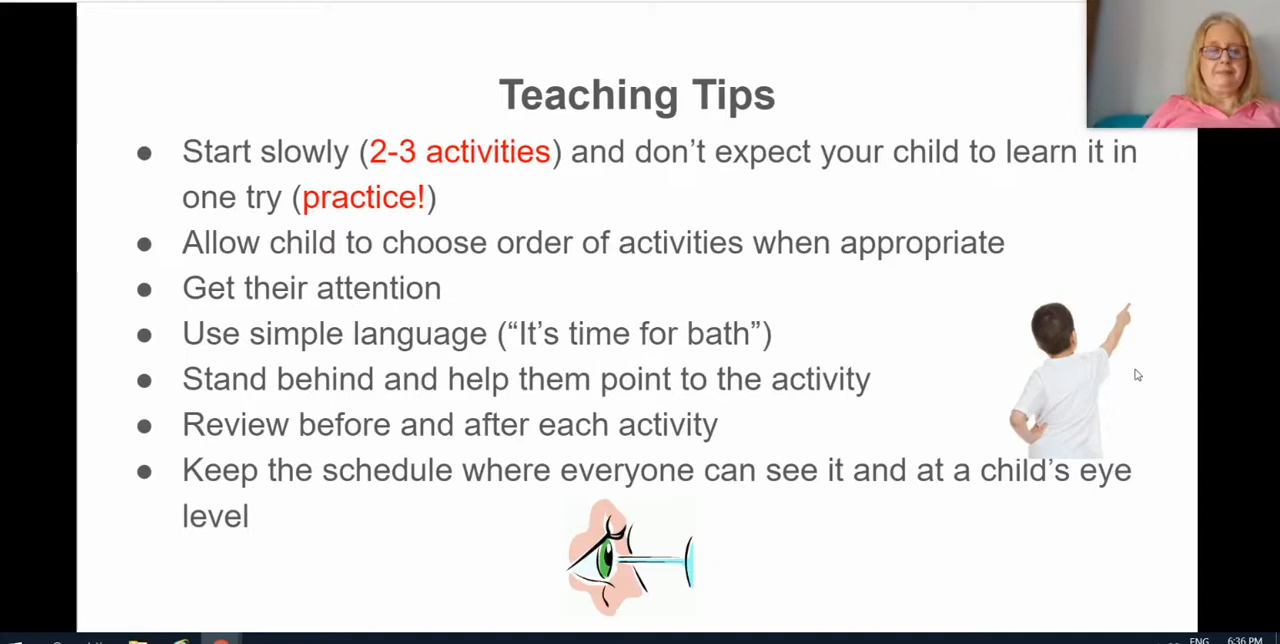 Teaching Tips
● Start slowly (2-3 activities) and don’t expect your child to learn it in
one try (practice!)
● Allow child to choose order of activities when appropriate
● Get their attention
● Use simple language (“It’s time for bath”)
● Stand behind and help them point to the activity
● Review before and after each activity
● Keep the schedule where everyone can see it and at a child’s eye
level
ENG
6:36 PM